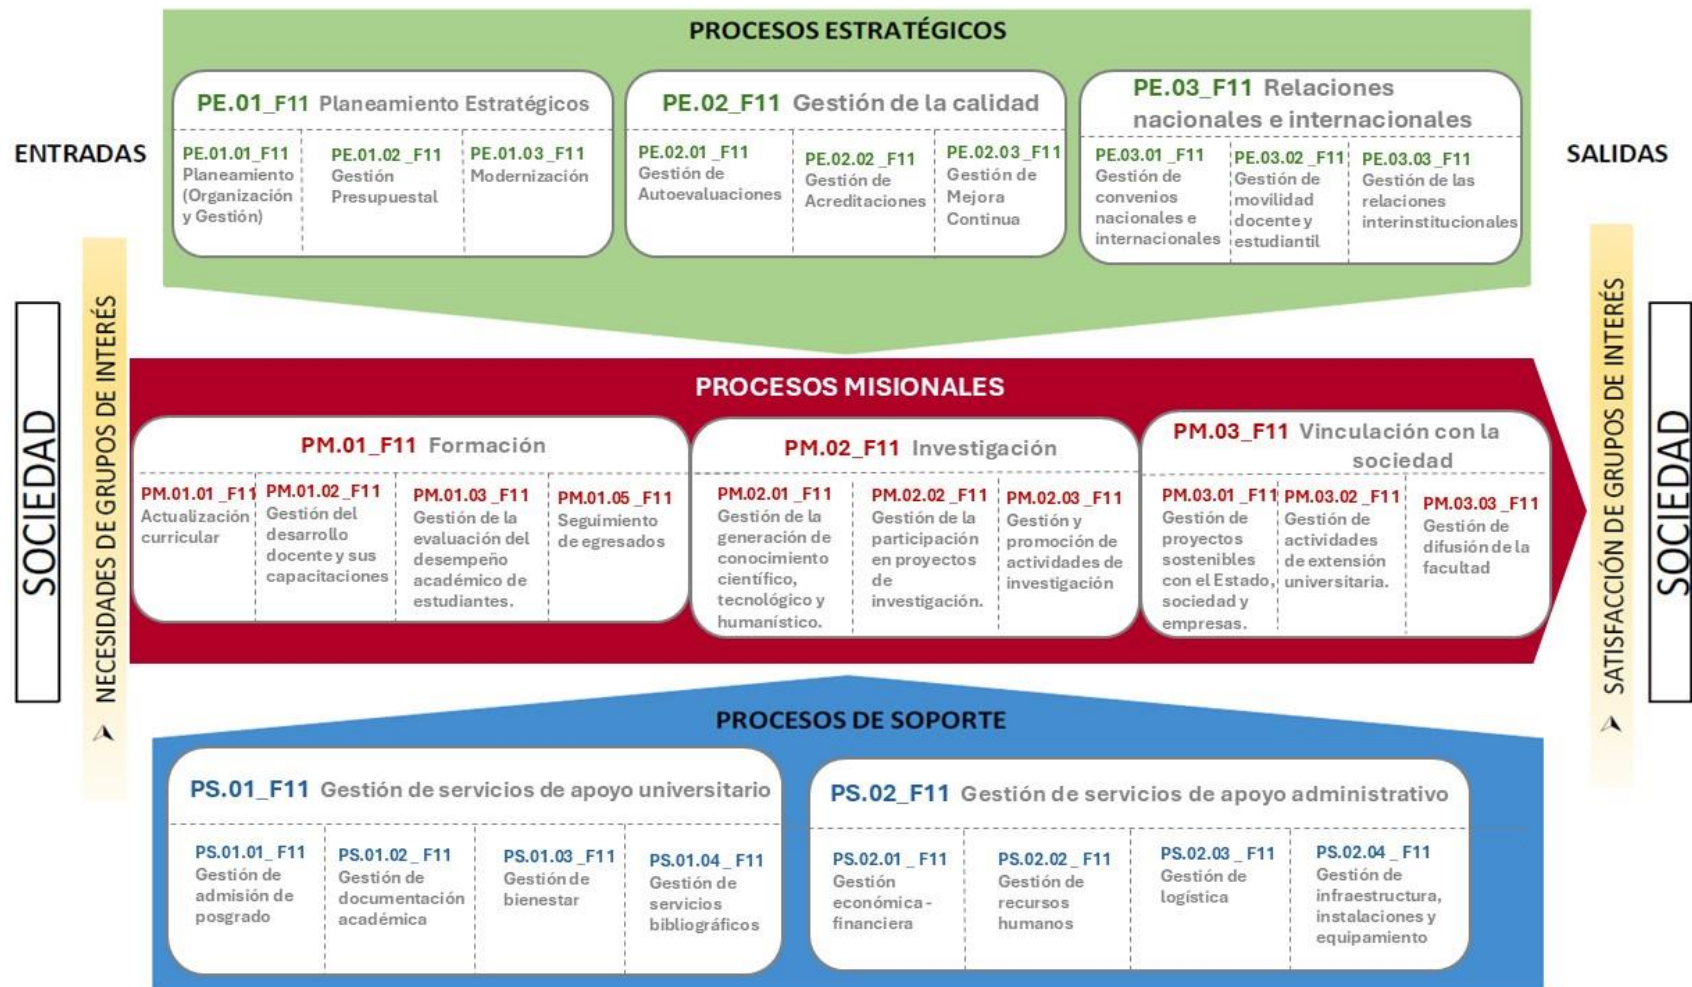 PROCESOS ESTRATÉGICOS
PE.01_F11 Planeamiento Estratégicos
PE.01.01_F11
Planeamiento
(Organización
y Gestión)
PE.01.02 _F11
Gestión
Presupuestal
PE.01.03 _F11
Modernización
PE.02_F11 Gestión de la calidad
PE.02.01 _F11
Gestión de
Autoevaluaciones
PE.02.02 _F11
Gestión de
Acreditaciones
PE.02.03 _F11
Gestión de
Mejora
Continua
PE.03_F11 Relaciones
nacionales e internacionales
PE.03.01 _F11
Gestión de
convenios
nacionales e
internacionales
PE.03.02 _F11
Gestión de
movilidad
docente y
estudiantil
PE.03.03 _F11
Gestión de las
relaciones
interinstitucionales
ENTRADAS
SALIDAS
SOCIEDAD
NECESIDADES DE GRUPOS DE INTERÉS
PROCESOS MISIONALES
PM.01_F11 Formación
PM.01.01 _F11
Actualización
curricular
PM.01.02 _F11
Gestión del
desarrollo
docente y sus
capacitaciones
PM.01.03 _F11
Gestión de la
evaluación del
desempeño
académico de
estudiantes.
PM.01.05 _F11
Seguimiento
de egresados
PM.02_F11 Investigación
PM.02.01 _F11
Gestión de la
generación de
conocimiento
científico,
tecnológico y
humanístico.
PM.02.02 _F11
Gestión de la
participación
en proyectos
de
investigación.
PM.02.03 _F11
Gestión y
promoción de
actividades de
investigación
PM.03_F11 Vinculación con la
sociedad
PM.03.01 _F11
Gestión de
proyectos
sostenibles
con el Estado,
sociedad y
empresas.
PM.03.02 _F11
Gestión de
actividades
de extensión
universitaria.
PM.03.03 _F11
Gestión de
difusión de la
facultad
SATISFACCIÓN DE GRUPOS DE INTERÉS
SOCIEDAD
PROCESOS DE SOPORTE
PS.01_F11 Gestión de servicios de apoyo universitario
PS.01.01_ F11
Gestión de
admisión de
posgrado
PS.01.02 _ F11
Gestión de
documentación
académica
PS.01.03 _F11
Gestión de
bienestar
PS.01.04_ F11
Gestión de
servicios
bibliográficos
PS.02_F11 Gestión de servicios de apoyo administrativo
PS.02.01 _ F11
Gestión
económica -
financiera
PS.02.02 _ F11
Gestión de
recursos
humanos
PS.02.03 _ F11
Gestión de
logística
PS.02.04 _ F11
Gestión de
infraestructura,
instalaciones y
equipamiento